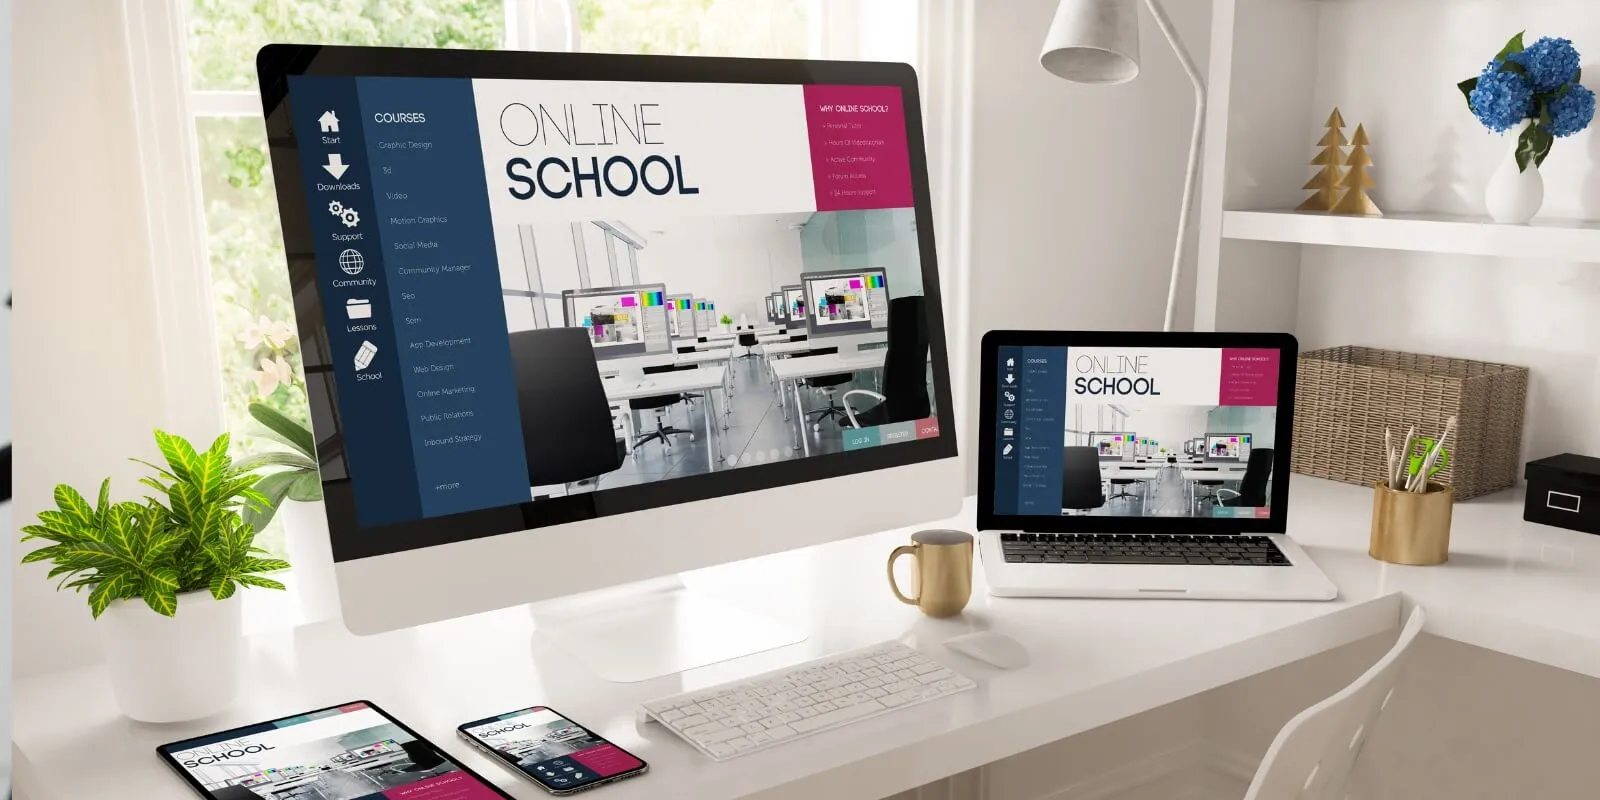 Start
Downloads
Support
Community
Lessons
School
COURSES
Graphic Design
3d
Video
Motion Graphics
Social Media
Community Manager
Seo
Sem
App Development
Web Design
Online Marketing
Public Relations
Inbound Strategy
+more
ONLINE
SCHOOL
WHY ONLINE SCHOOL?
> Personal Tutor
> Hours Of Videotutorials
> Active Community
> Forum Access
> 24 Hours Support
LOG IN
REGISTER
COURSES
ONLINE
SCHOOL
WHY ONLINE SCHOOL?
ONLINE
SCHOOL
WHY ONLINE SCHOOL?
ONLINE
SCHOOL